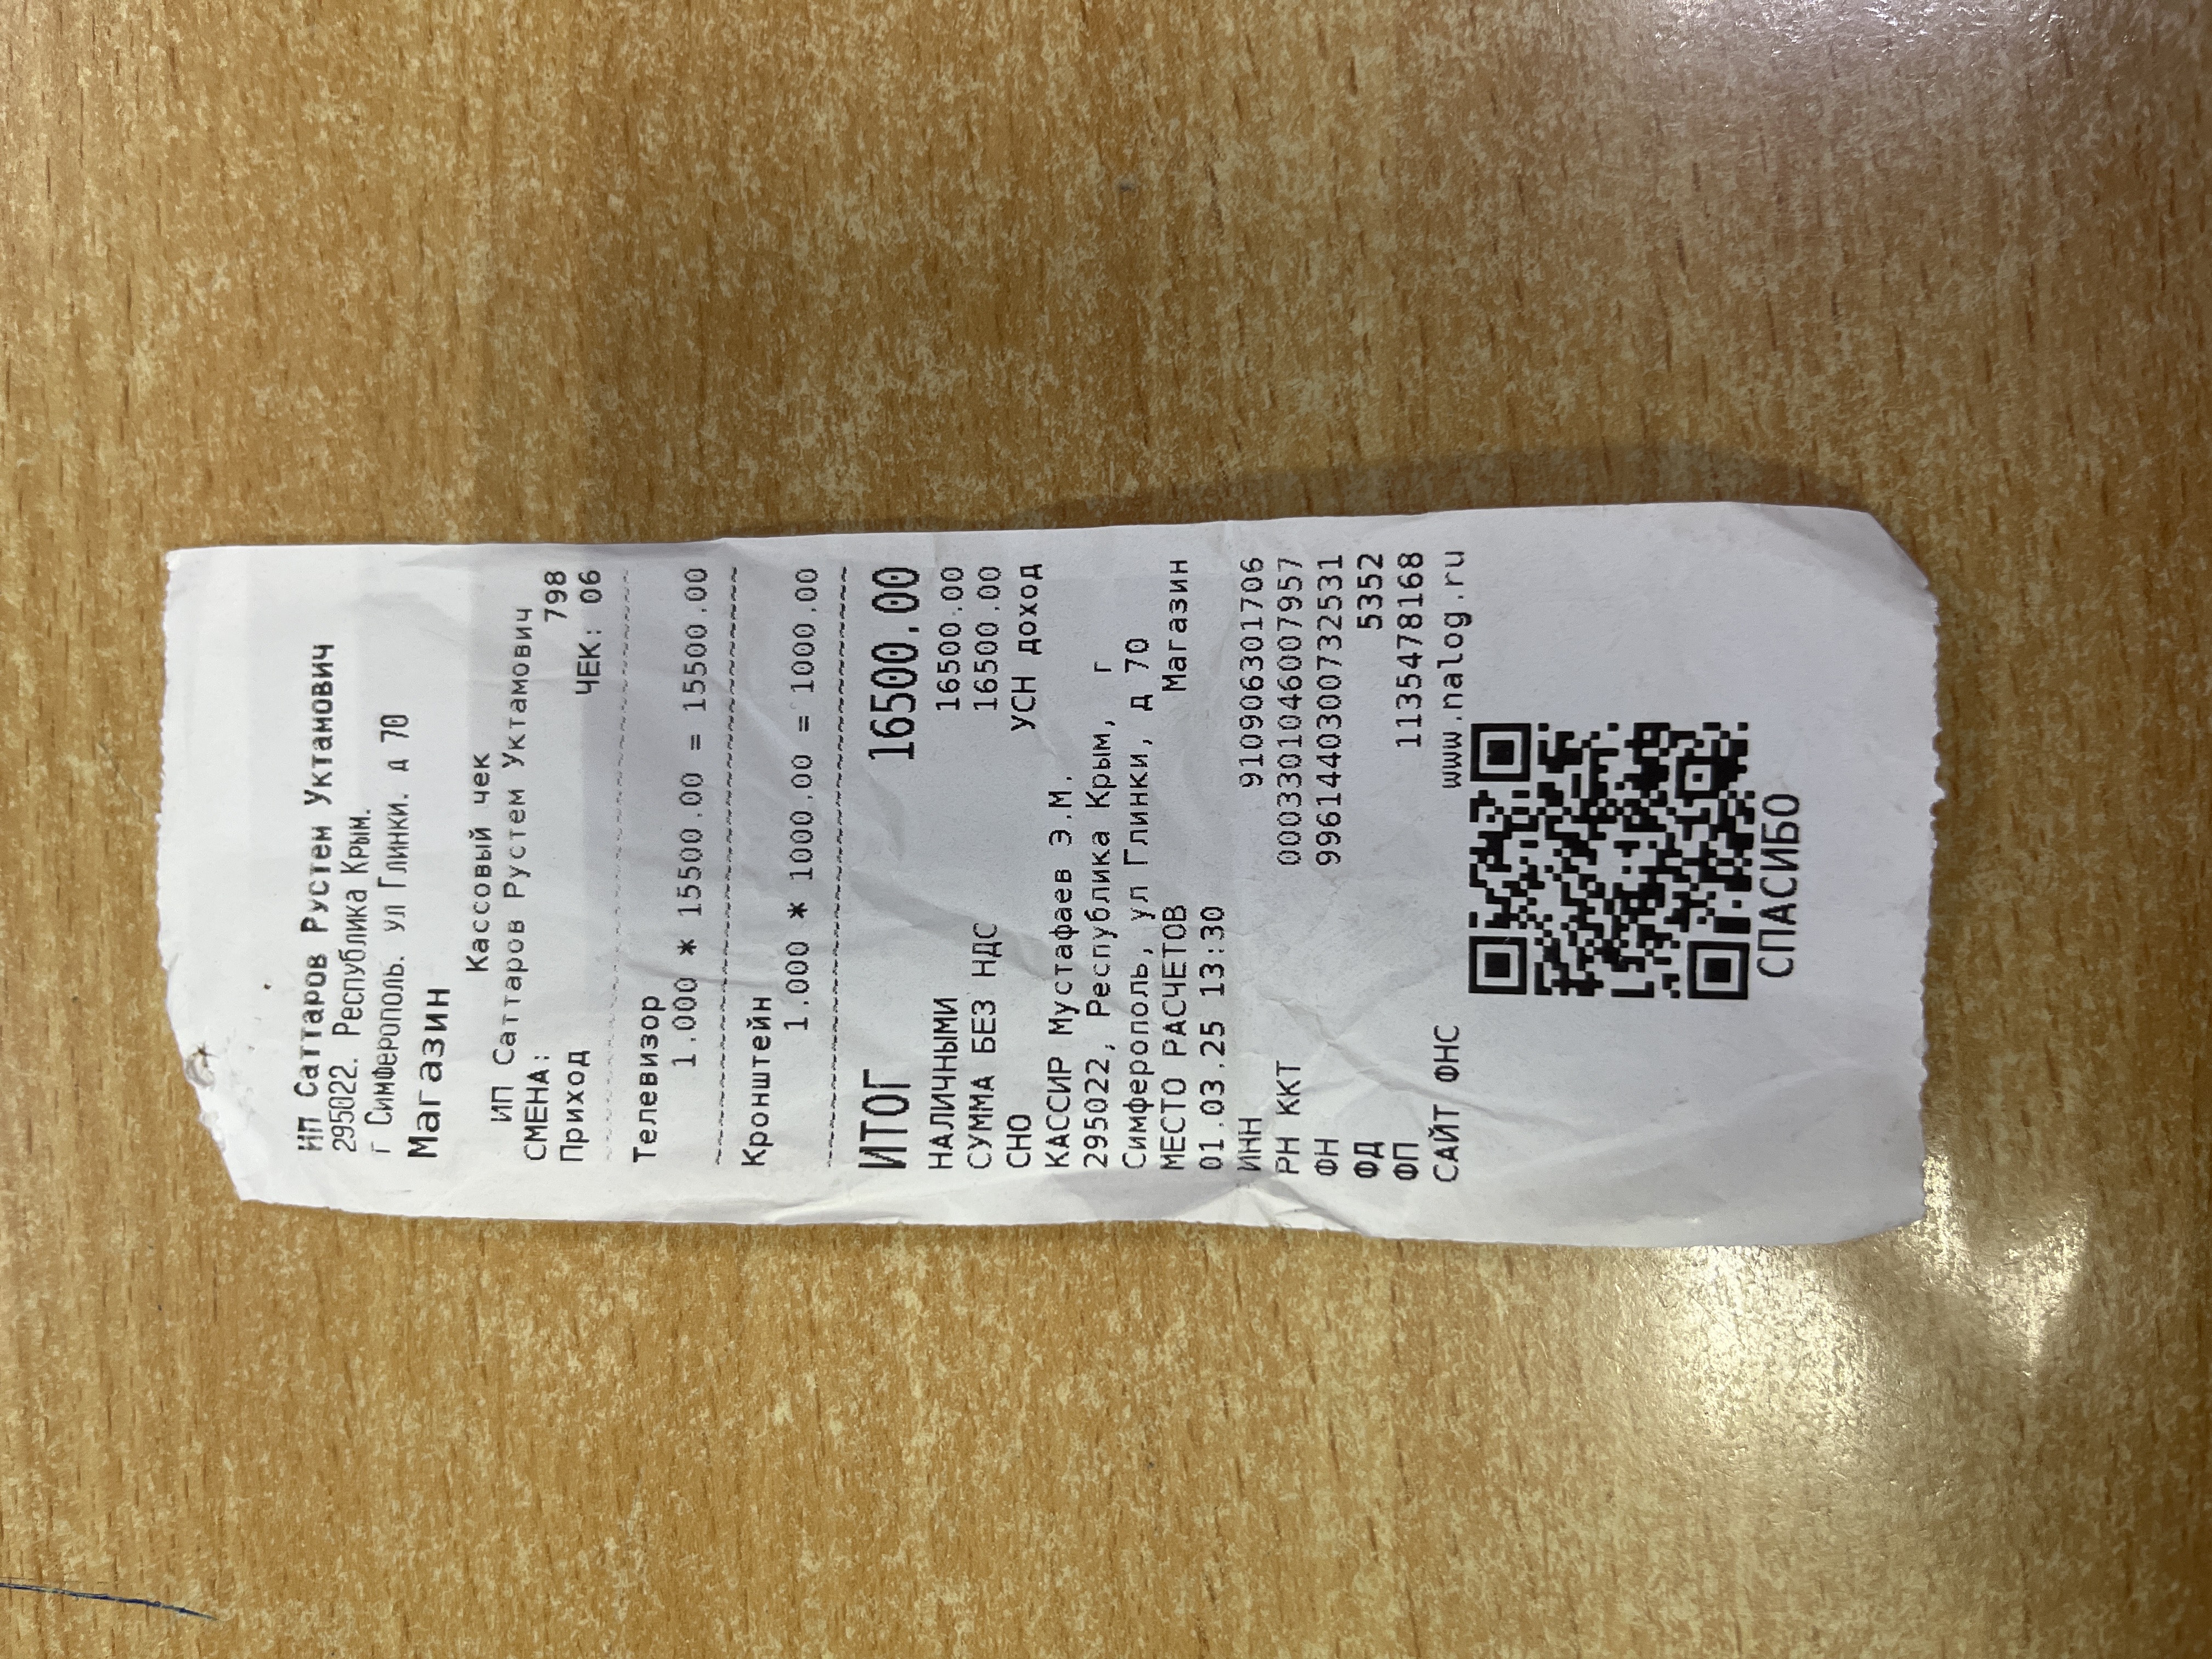 ИП Саттаров Рустем Уктамович
295022. Республика Крым.
г Симферополь. ул Глинки. д 70
Магазин
Кассовый чек
ИП Саттаров Рустем Уктамович
СМЕНА: 798
Приход ЧЕК: 06
Телевизор
1.000 * 15500.00 = 15500.00
Кронштейн
1.000 * 1000.00 = 1000.00
ИТОГ 16500.00
НАЛИЧНЫМИ 16500.00
СУММА БЕЗ НДС 16500.00
СНО УСН доход
КАССИР Мустафаев Э.М.
295022, Республика Крым, г
Симферополь, ул Глинки, д 70
МЕСТО РАСЧЕТОВ Магазин
01.03.25 13:30
ИНН 910906301706
РН ККТ 0003301046007957
ФН 9961440300732531
ФД 5352
ФП 1135478168
САЙТ ФНС www.nalog.ru
СПАСИБО